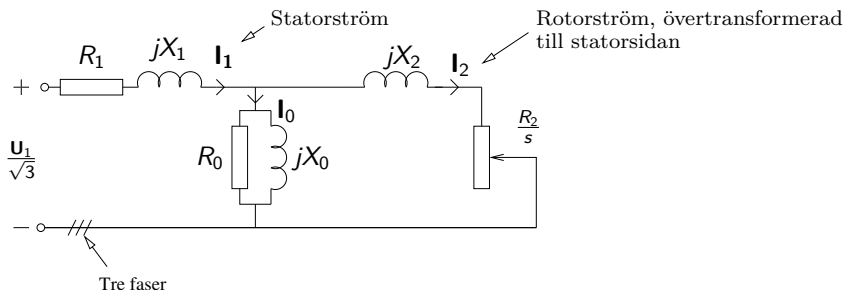 Statorström
Rotorström, övertransformerad
till statorsidan
R₁
jX₁
I₁
jX₂
I₂
+
I₀
R₂/s
U₁/√3
R₀
jX₀
−
Tre faser